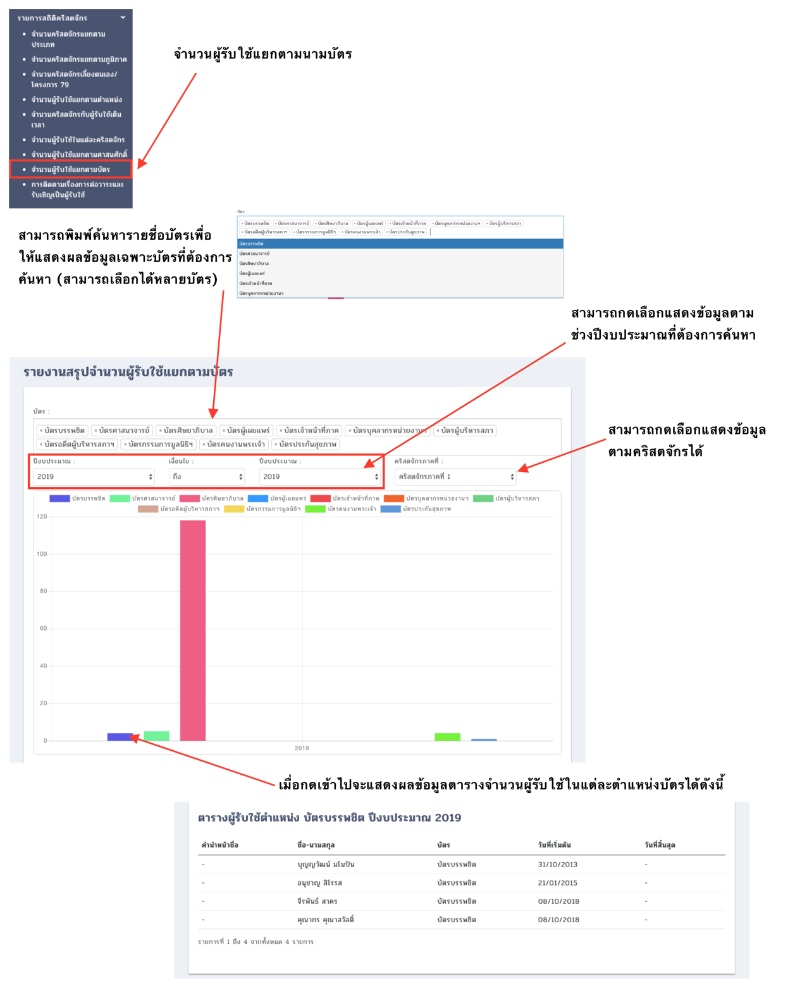 รายการสถิติคริสตจักร
จำนวนคริสตจักรแยกตาม
ประเภท
จำนวนคริสตจักรแยกตามภูมิภาค
จำนวนคริสตจักรเลี้ยงตนเอง/
โครงการ 79
จำนวนผู้รับใช้แยกตามตำแหน่ง
จำนวนคริสตจักรกับผู้รับใช้เต็ม
เวลา
จำนวนผู้รับใช้ในแต่ละคริสตจักร
จำนวนผู้รับใช้แยกตามศาสนศักดิ์
จำนวนผู้รับใช้แยกตามบัตร
การติดตามเรื่องการต่อวาระและ
รับเชิญเป็นผู้รับใช้
จำนวนผู้รับใช้แยกตามนามบัตร
สามารถพิมพ์ค้นหารายชื่อบัตรเพื่อ
ให้แสดงผลข้อมูลเฉพาะบัตรที่ต้องการ
ค้นหา (สามารถเลือกได้หลายบัตร)
บัตร :
× บัตรบรรพชิต × บัตรศาสนาจารย์ × บัตรศิษยาภิบาล × บัตรผู้เผยแพร่ × บัตรเจ้าหน้าที่ภาค × บัตรบุคลากรหน่วยงานฯ × บัตรผู้บริหารสภา
× บัตรอดีตผู้บริหารสภาฯ × บัตรกรรมการมูลนิธิฯ × บัตรคนงานพระเจ้า × บัตรประกันสุขภาพ
บัตรบรรพชิต
บัตรศาสนาจารย์
บัตรศิษยาภิบาล
บัตรผู้เผยแพร่
บัตรเจ้าหน้าที่ภาค
บัตรบุคลากรหน่วยงานฯ
สามารถกดเลือกแสดงข้อมูลตาม
ช่วงปีงบประมาณที่ต้องการค้นหา
รายงานสรุปจำนวนผู้รับใช้แยกตามบัตร
บัตร :
× บัตรบรรพชิต × บัตรศาสนาจารย์ × บัตรศิษยาภิบาล × บัตรผู้เผยแพร่ × บัตรเจ้าหน้าที่ภาค × บัตรบุคลากรหน่วยงานฯ × บัตรผู้บริหารสภา
× บัตรอดีตผู้บริหารสภาฯ × บัตรกรรมการมูลนิธิฯ × บัตรคนงานพระเจ้า × บัตรประกันสุขภาพ
สามารถกดเลือกแสดงข้อมูล
ตามคริสตจักรได้
ปีงบประมาณ : เงื่อนไข : ปีงบประมาณ : คริสตจักรภาคที่ :
2019 ถึง 2019 คริสตจักรภาคที่ 1
บัตรบรรพชิต บัตรศาสนาจารย์ บัตรศิษยาภิบาล บัตรผู้เผยแพร่ บัตรเจ้าหน้าที่ภาค บัตรบุคลากรหน่วยงานฯ บัตรผู้บริหารสภา
บัตรอดีตผู้บริหารสภาฯ บัตรกรรมการมูลนิธิฯ บัตรคนงานพระเจ้า บัตรประกันสุขภาพ
120
100
80
60
40
20
0
2019
เมื่อกดเข้าไปจะแสดงผลข้อมูลตารางจำนวนผู้รับใช้ในแต่ละตำแหน่งบัตรได้ดังนี้
ตารางผู้รับใช้ตำแหน่ง บัตรบรรพชิต ปีงบประมาณ 2019
คำนำหน้าชื่อ ชื่อ-นามสกุล บัตร วันที่เริ่มต้น วันที่สิ้นสุด
- บุญญวัฒน์ มโนปัน บัตรบรรพชิต 31/10/2013 -
- อนุชาญ สิโรรส บัตรบรรพชิต 21/01/2015 -
- จีรพันธ์ สาคร บัตรบรรพชิต 08/10/2018 -
- คุณากร คุณาสวัสดิ์ บัตรบรรพชิต 08/10/2018 -
รายการที่ 1 ถึง 4 จากทั้งหมด 4 รายการ